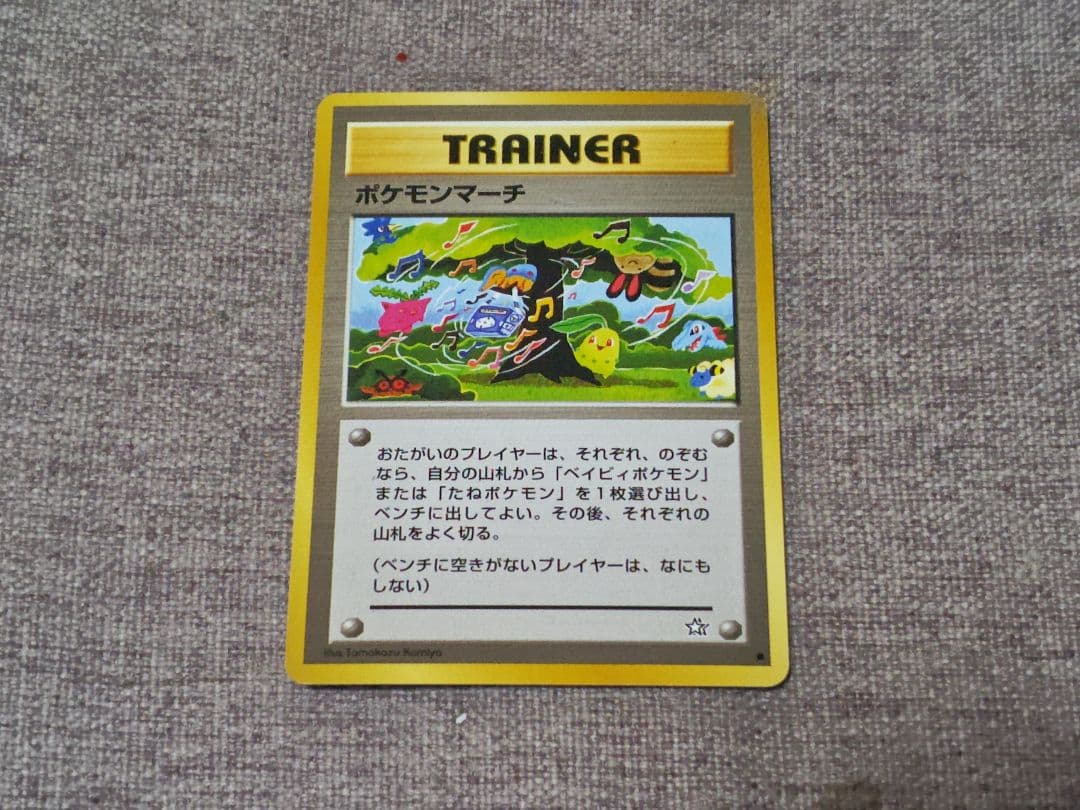 TRAINER
ポケモンマーチ
おたがいのプレイヤーは、それぞれ、のぞむ
なら、自分の山札から「ベイビィポケモン」
または「たねポケモン」を1枚選び出し、
ベンチに出してよい。その後、それぞれの
山札をよく切る。
(ベンチに空きがないプレイヤーは、なにも
しない)
Illus. Tomokazu Komiya